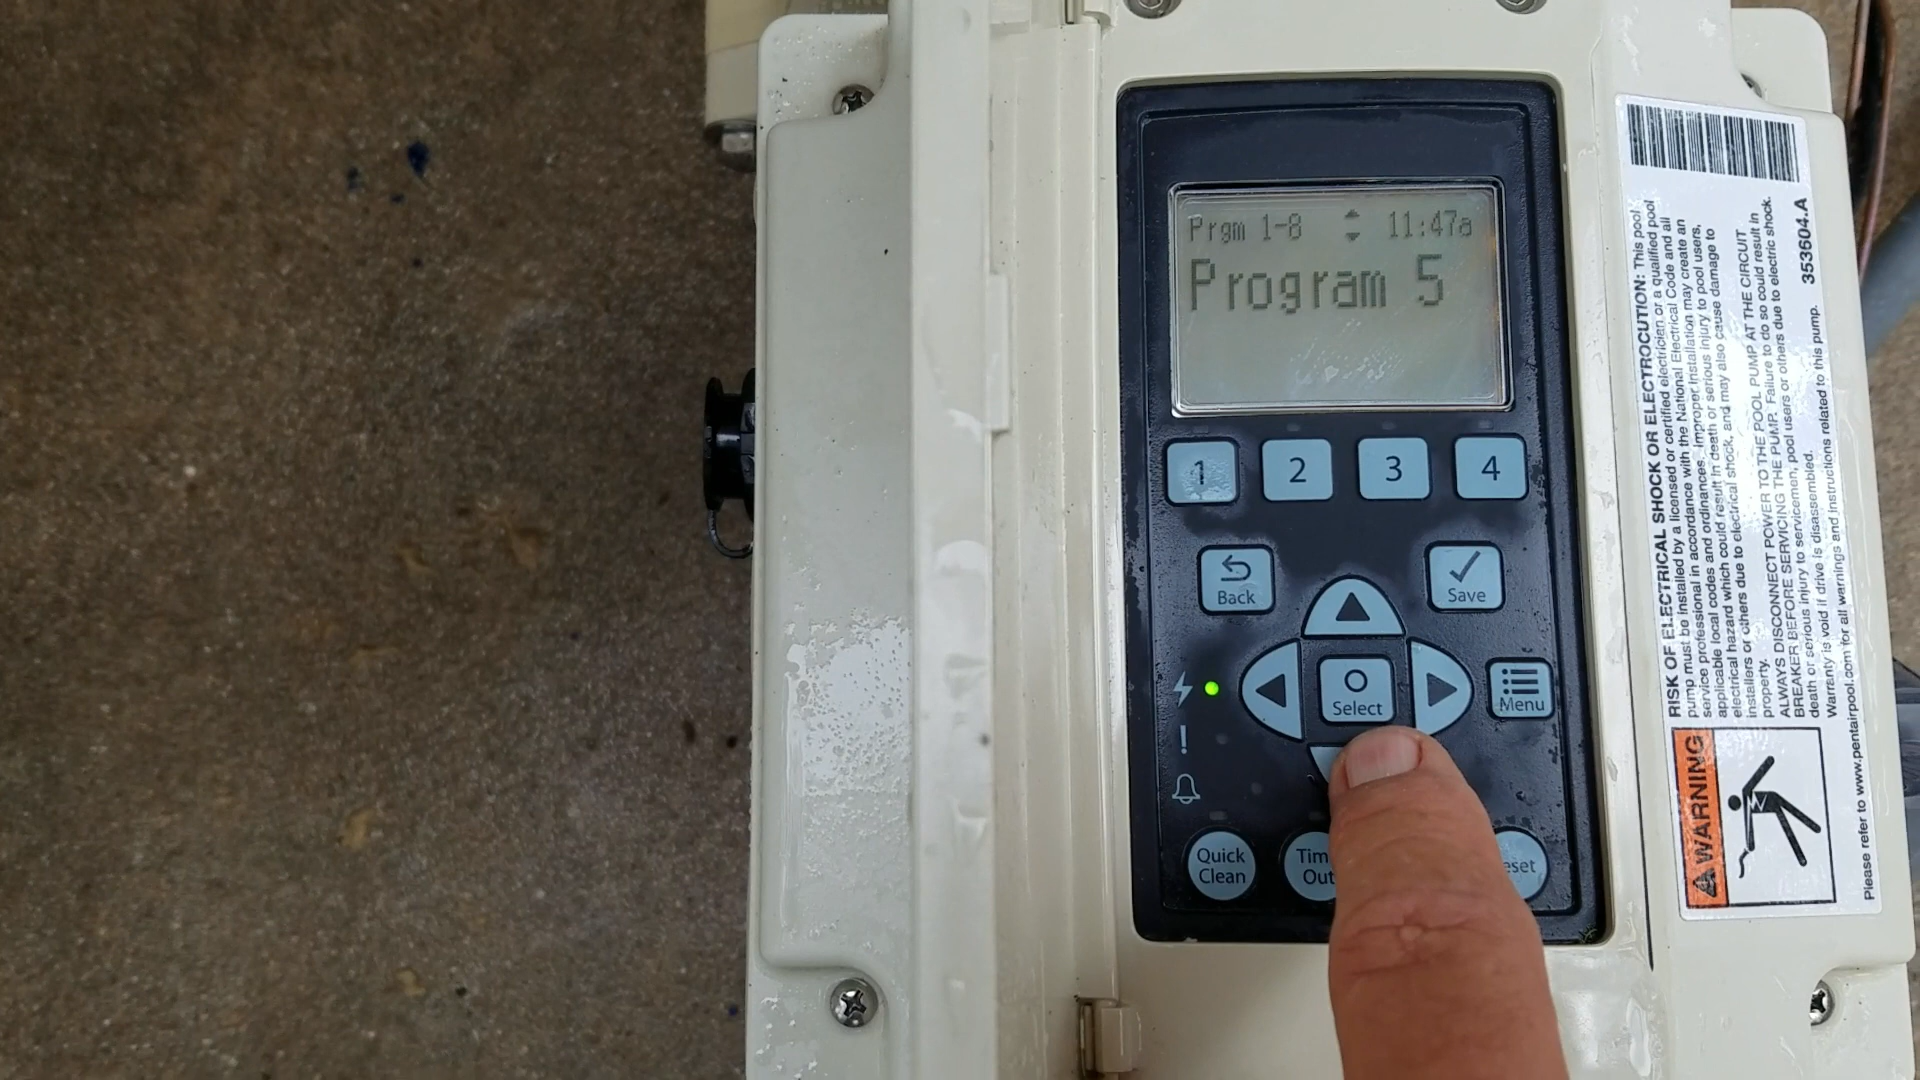 Prgm 1-8 11:47a
Program 5
1 2 3 4
Back
Save
Select
Menu
Quick
Clean
Tim
Out
eset
RISK OF ELECTRICAL SHOCK OR ELECTROCUTION: This pool
pump must be installed by a licensed or certified electrician or a qualified pool
service professional in accordance with the National Electrical Code and all
applicable local codes and ordinances. Improper installation may create an
electrical hazard which could result in death or serious injury to pool users,
installers or others due to electrical shock, and may also cause damage to
property.
ALWAYS DISCONNECT POWER TO THE POOL PUMP AT THE CIRCUIT
BREAKER BEFORE SERVICING THE PUMP. Failure to do so could result in
death or serious injury to servicemen, pool users or others due to electric shock.
Warranty is void if drive is disassembled.
353604.A
WARNING
Please refer to www.pentairpool.com for all warnings and instructions related to this pump.